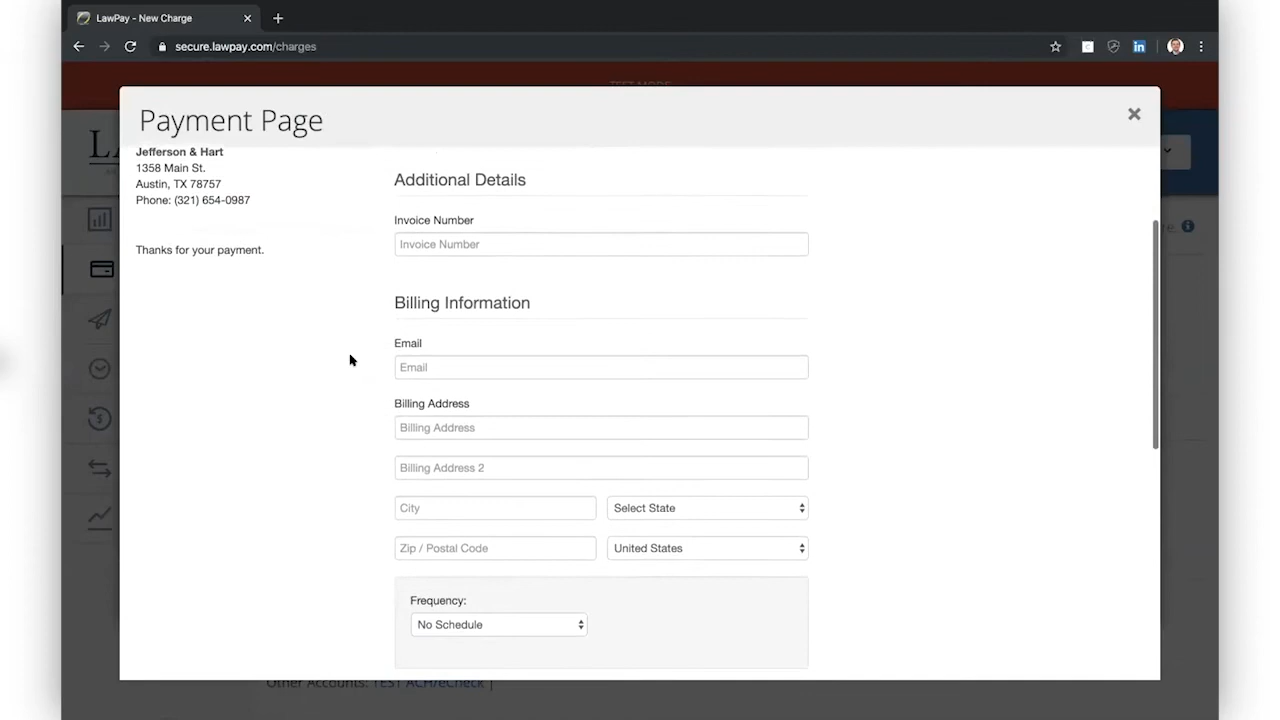 LawPay - New Charge
secure.lawpay.com/charges
Payment Page
Jefferson & Hart
1358 Main St.
Austin, TX 78757
Phone: (321) 654-0987
Thanks for your payment.
Additional Details
Invoice Number
Invoice Number
Billing Information
Email
Email
Billing Address
Billing Address
Billing Address 2
City
Select State
Zip / Postal Code
United States
Frequency:
No Schedule
Other Accounts: TEST ACH/eCheck |